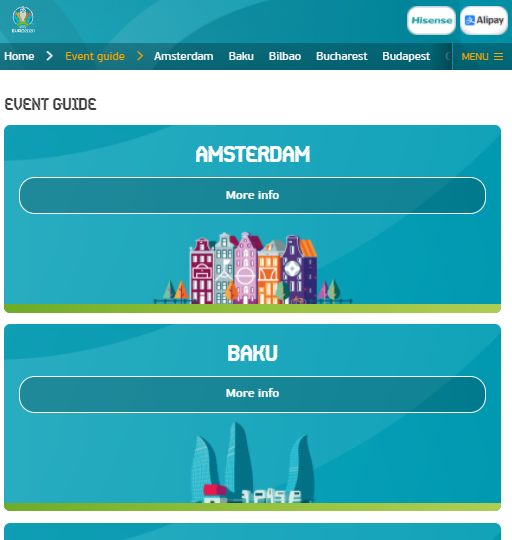 EURO2020
Hisense
Alipay
Home
Event guide
Amsterdam
Baku
Bilbao
Bucharest
Budapest
MENU
EVENT GUIDE
AMSTERDAM
More info
BAKU
More info